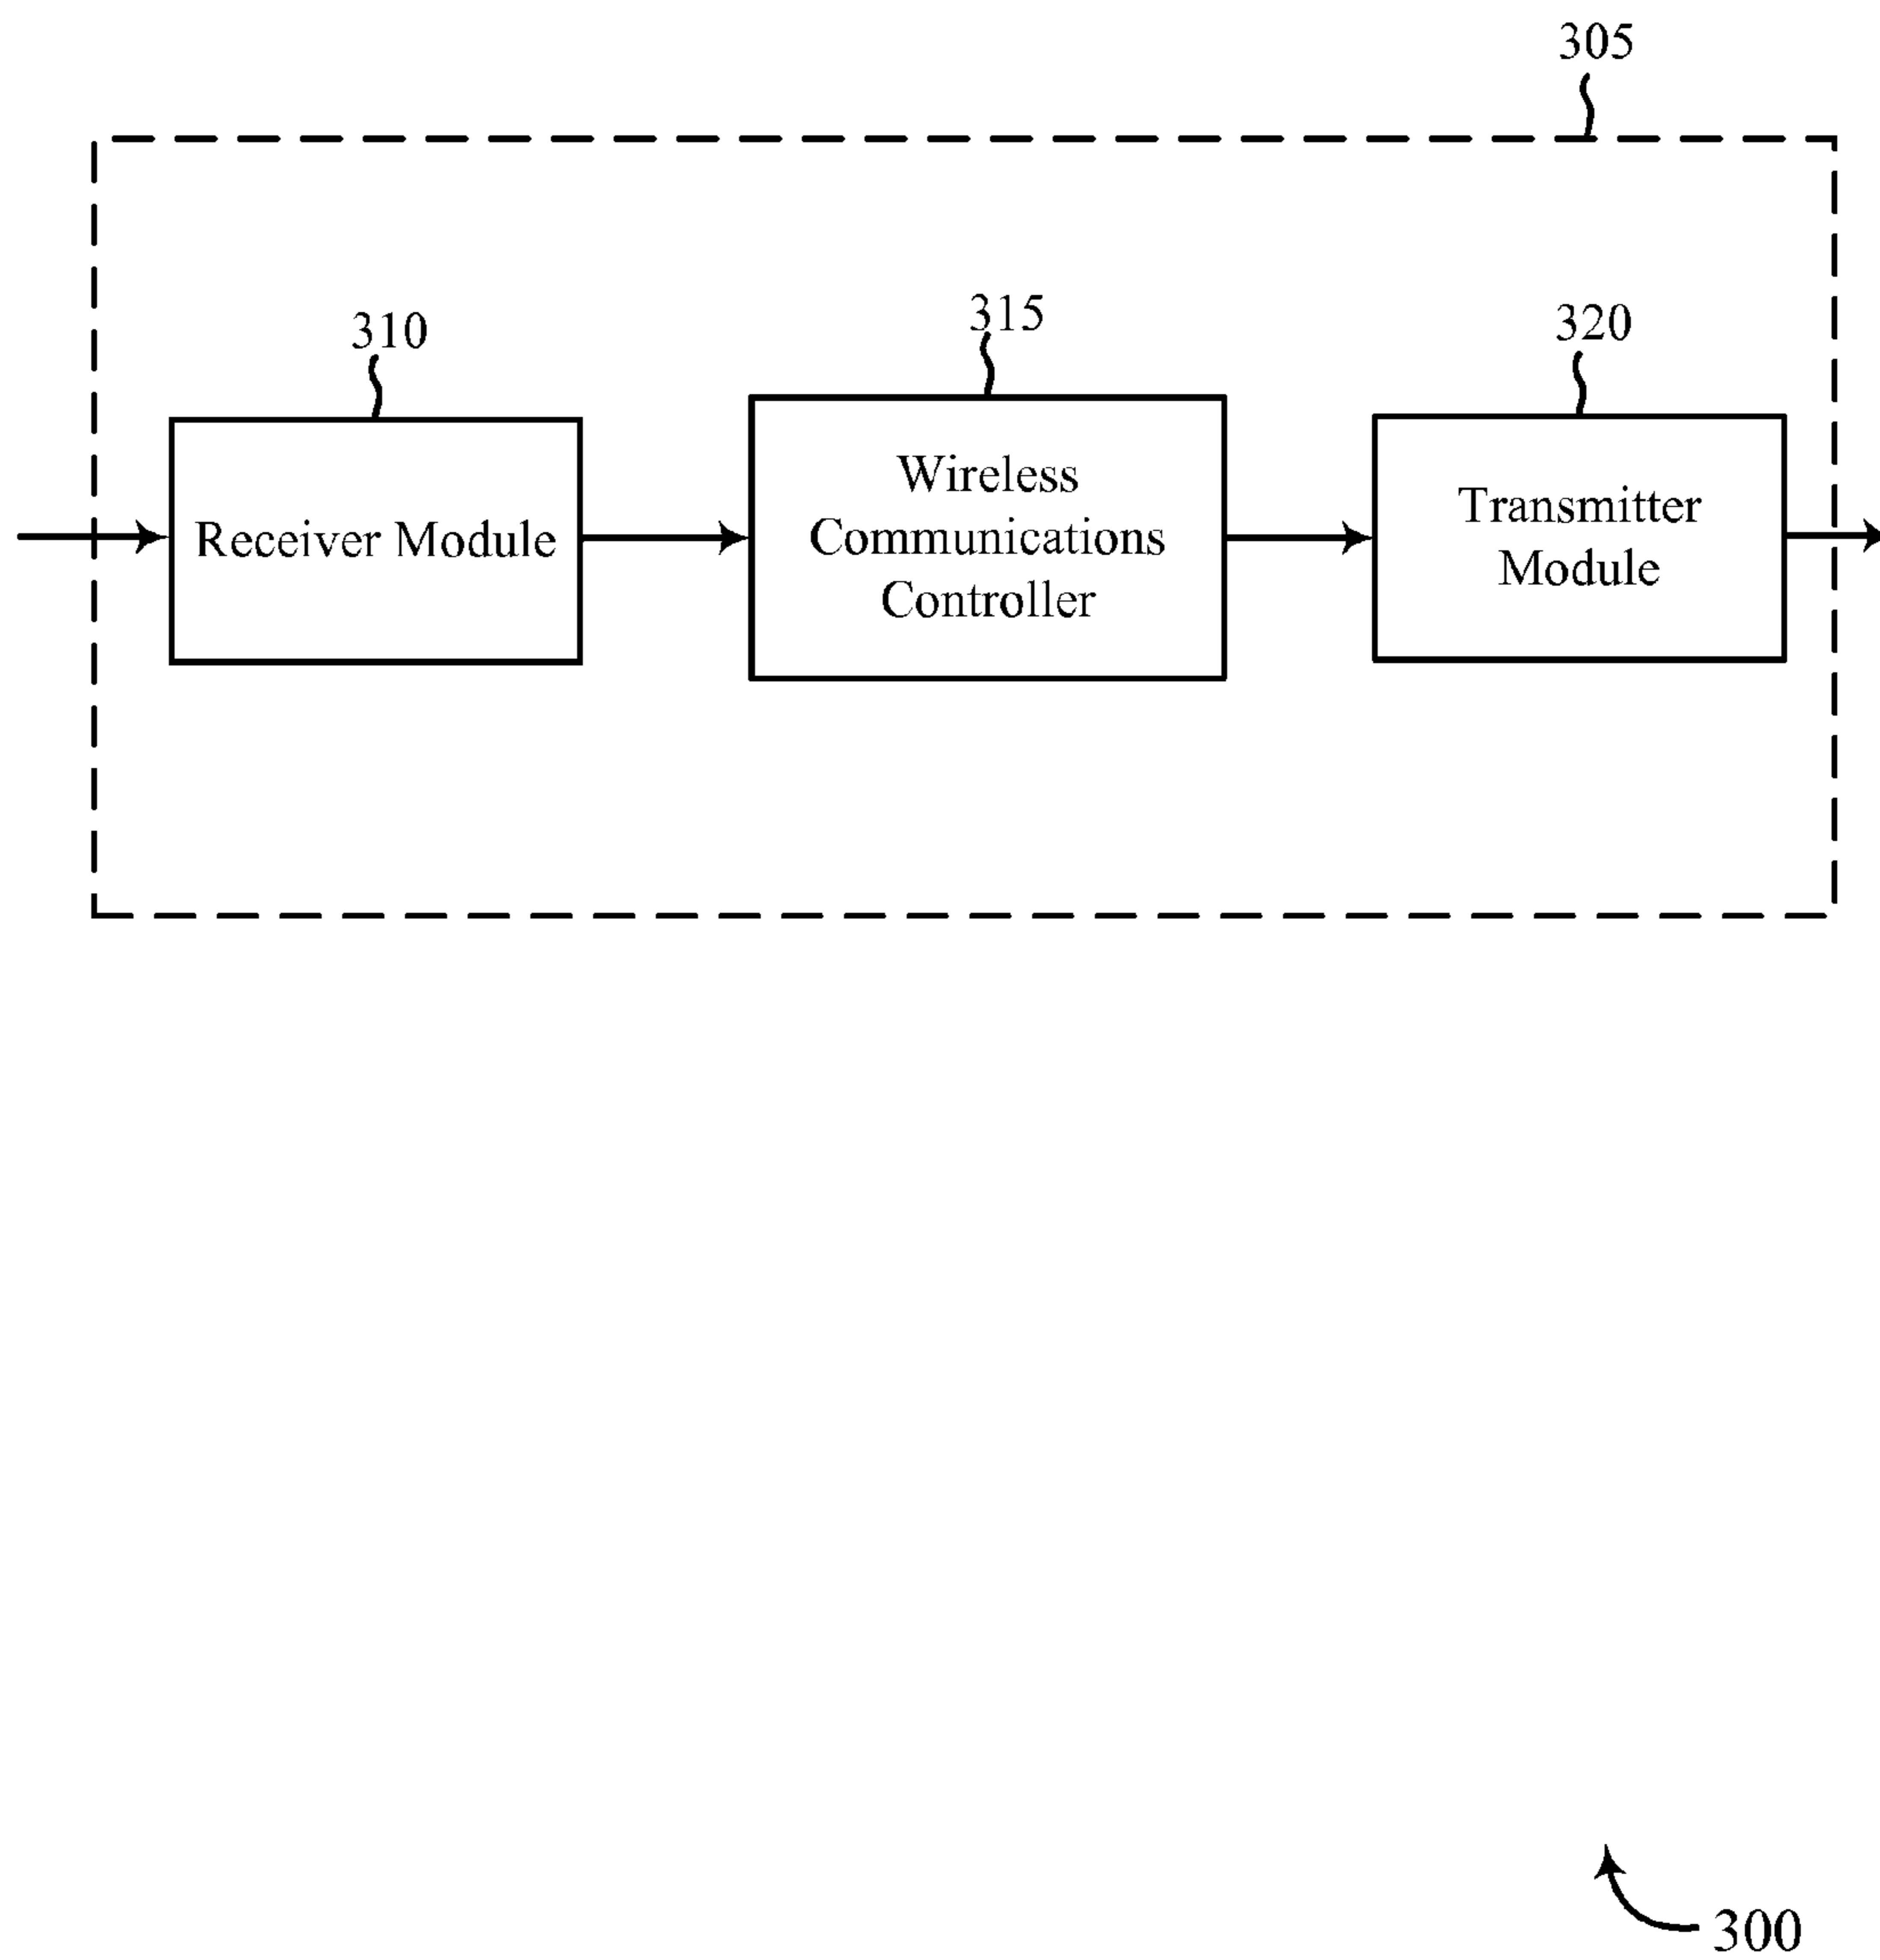 305
310
315
320
Receiver Module
Wireless
Communications
Controller
Transmitter
Module
300